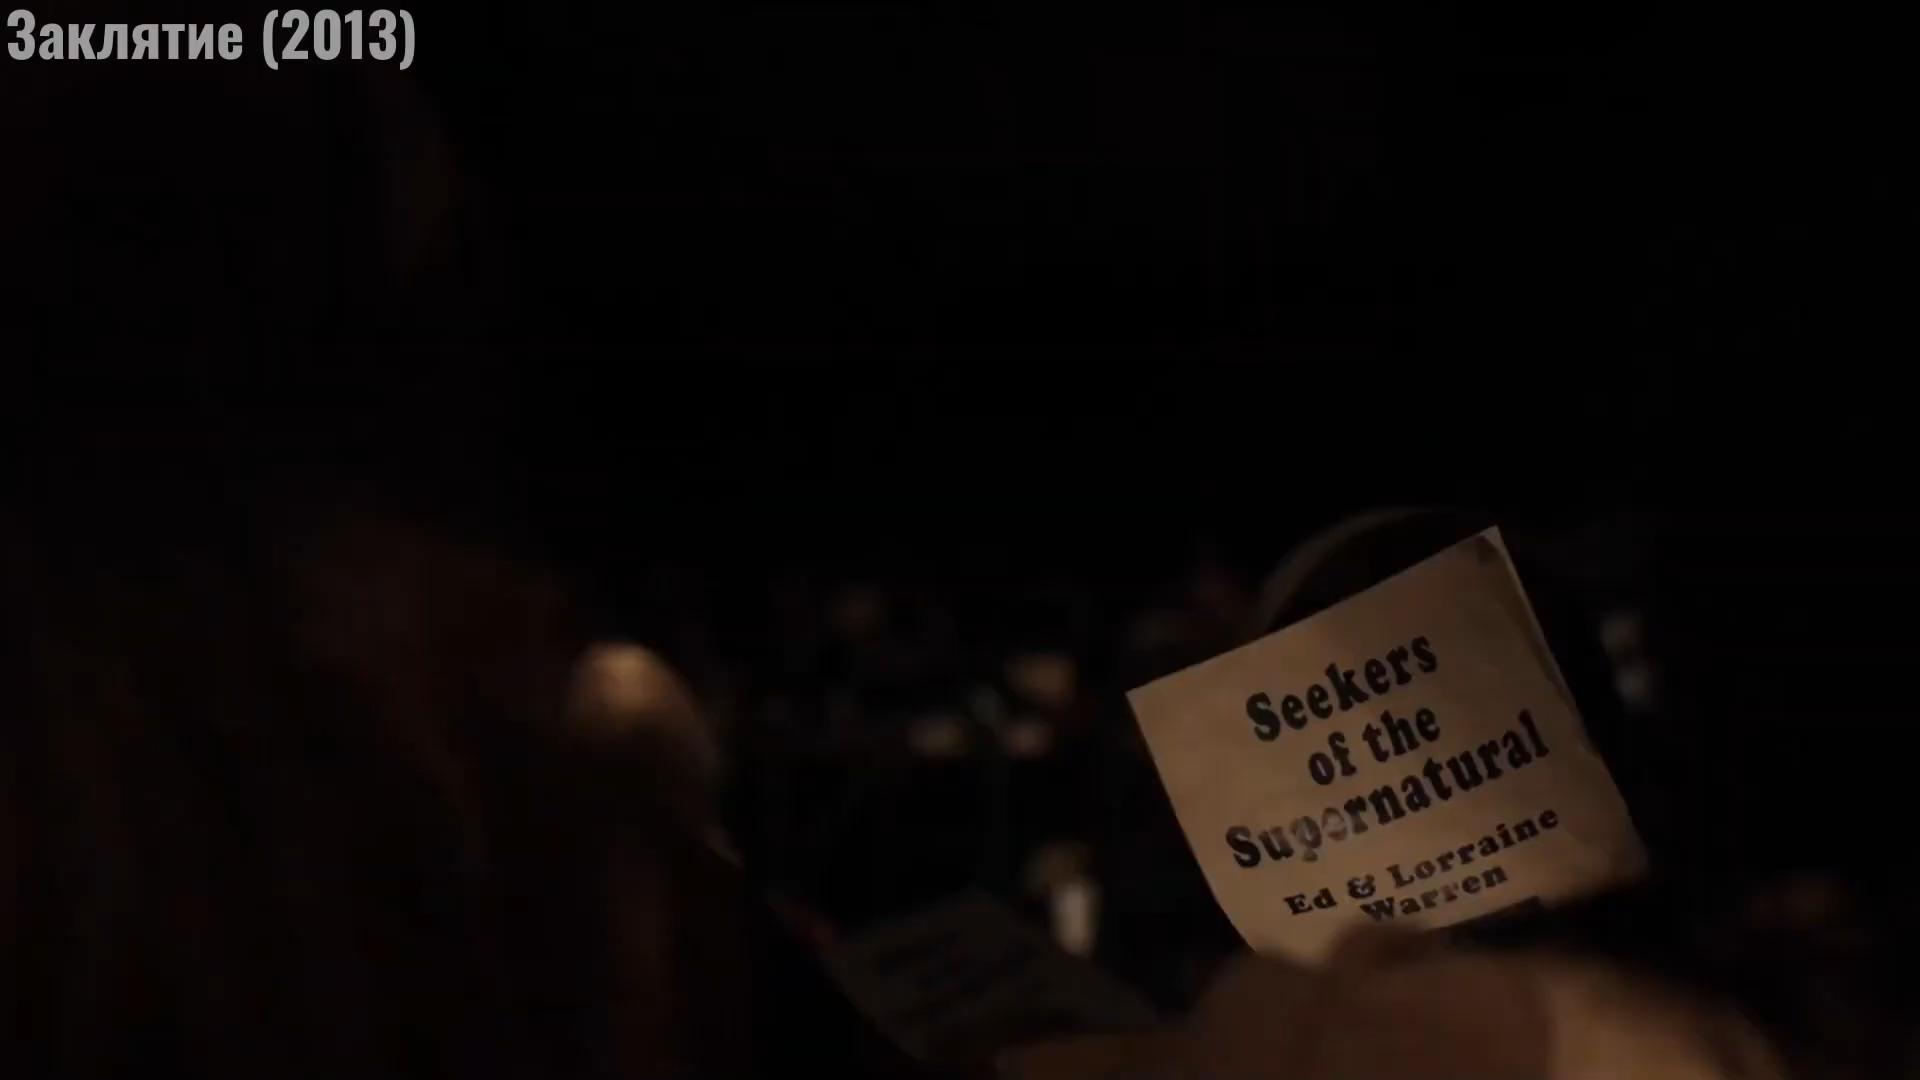 Заклятие (2013)
Seekers
of the
Supernatural
Ed & Lorraine
Warren